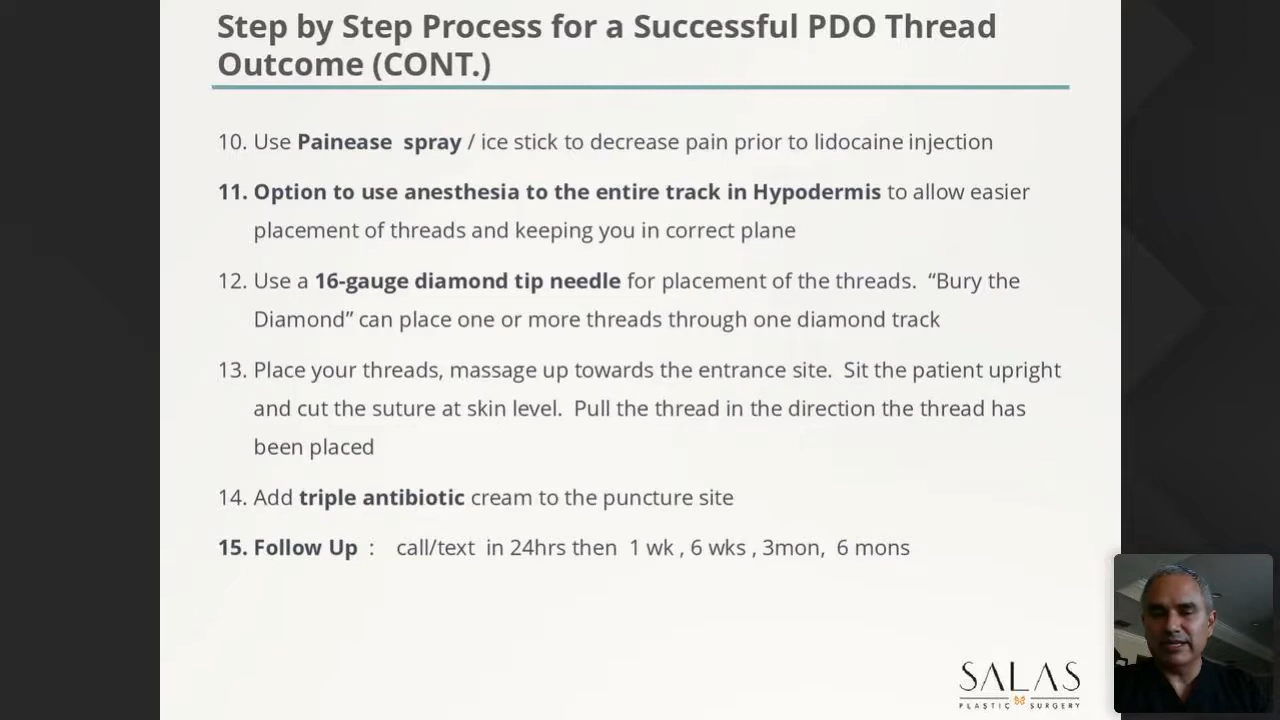 Step by Step Process for a Successful PDO Thread
Outcome (CONT.)
10. Use Painease spray / ice stick to decrease pain prior to lidocaine injection
11. Option to use anesthesia to the entire track in Hypodermis to allow easier
placement of threads and keeping you in correct plane
12. Use a 16-gauge diamond tip needle for placement of the threads. “Bury the
Diamond” can place one or more threads through one diamond track
13. Place your threads, massage up towards the entrance site. Sit the patient upright
and cut the suture at skin level. Pull the thread in the direction the thread has
been placed
14. Add triple antibiotic cream to the puncture site
15. Follow Up : call/text in 24hrs then 1 wk , 6 wks , 3mon, 6 mons
SALAS
PLASTIC SURGERY